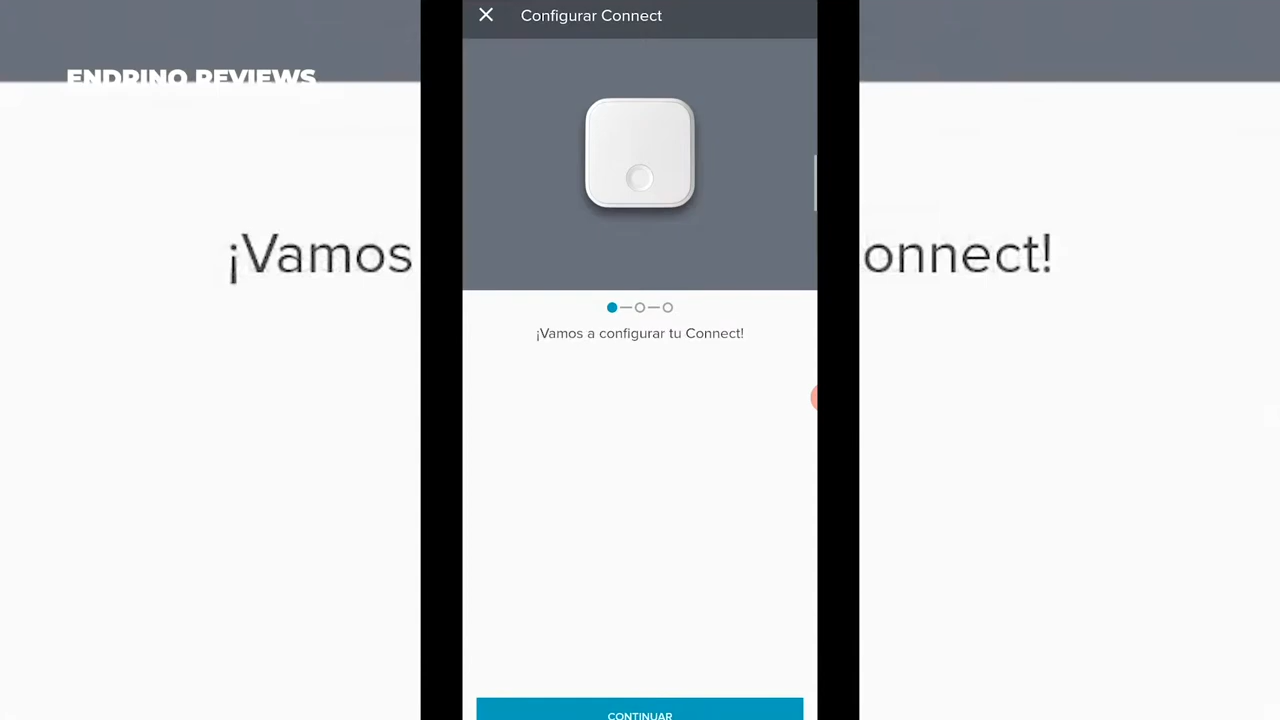 Configurar Connect
ENDRINO REVIEWS
¡Vamos
onnect!
¡Vamos a configurar tu Connect!
CONTINUAR